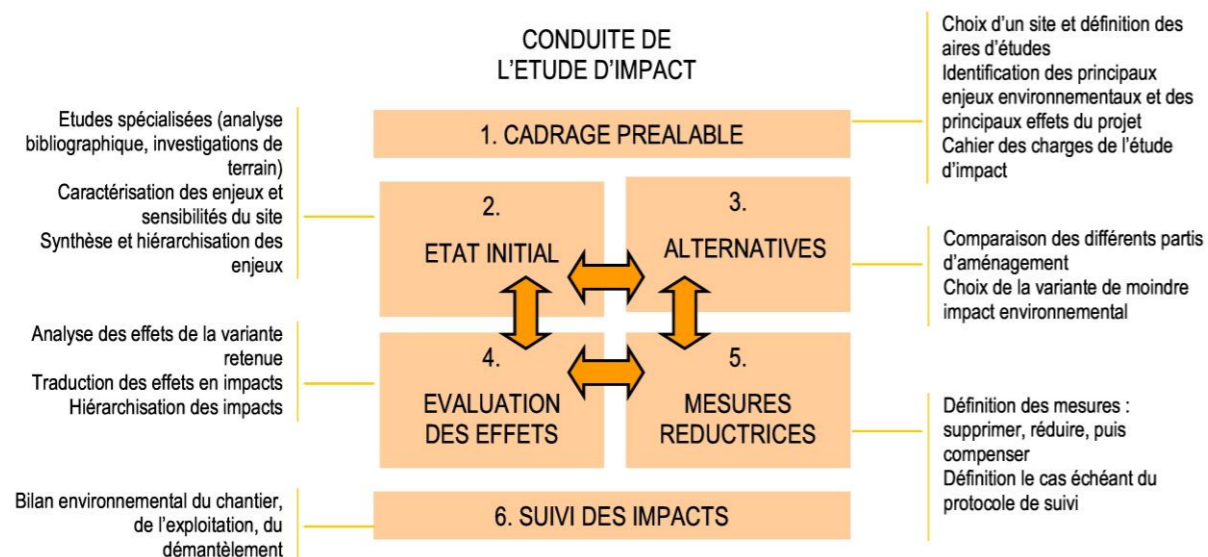 CONDUITE DE
L'ETUDE D'IMPACT
Choix d'un site et définition des
aires d'études
Identification des principaux
enjeux environnementaux et des
principaux effets du projet
Cahier des charges de l'étude
d'impact
1. CADRAGE PREALABLE
Etudes spécialisées (analyse
bibliographique, investigations de
terrain)
Caractérisation des enjeux et
sensibilités du site
Synthèse et hiérarchisation des
enjeux
2.
ETAT INITIAL
3.
ALTERNATIVES
Comparaison des différents partis
d'aménagement
Choix de la variante de moindre
impact environnemental
Analyse des effets de la variante
retenue
Traduction des effets en impacts
Hiérarchisation des impacts
4.
EVALUATION
DES EFFETS
5.
MESURES
REDUCTRICES
Définition des mesures :
supprimer, réduire, puis
compenser
Définition le cas échéant du
protocole de suivi
Bilan environnemental du chantier,
de l'exploitation, du
démantèlement
6. SUIVI DES IMPACTS